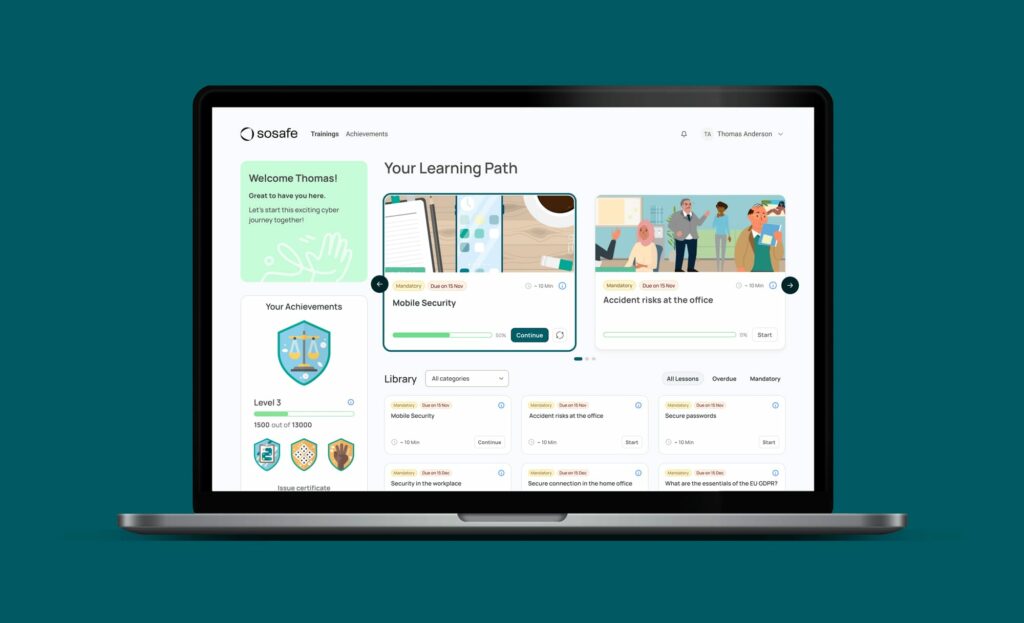 sosafe
Trainings Achievements
TA Thomas Anderson
Welcome Thomas!
Great to have you here.
Let's start this exciting cyber
journey together!
Your Achievements
Level 3
1500 out of 13000
Issue certificate
Your Learning Path
Mandatory Due on 15 Nov ~ 10 Min
Mobile Security
50% Continue
Mandatory Due on 15 Nov ~ 10 Min
Accident risks at the office
0% Start
Library All categories All Lessons Overdue Mandatory
Mandatory Due on 15 Nov
Mobile Security
~ 10 Min Continue
Mandatory Due on 15 Nov
Accident risks at the office
~ 10 Min Start
Mandatory Due on 15 Nov
Secure passwords
~ 10 Min Start
Mandatory Due on 15 Dec
Security in the workplace
Mandatory Due on 15 Dec
Secure connection in the home office
Mandatory Due on 15 Dec
What are the essentials of the EU GDPR?